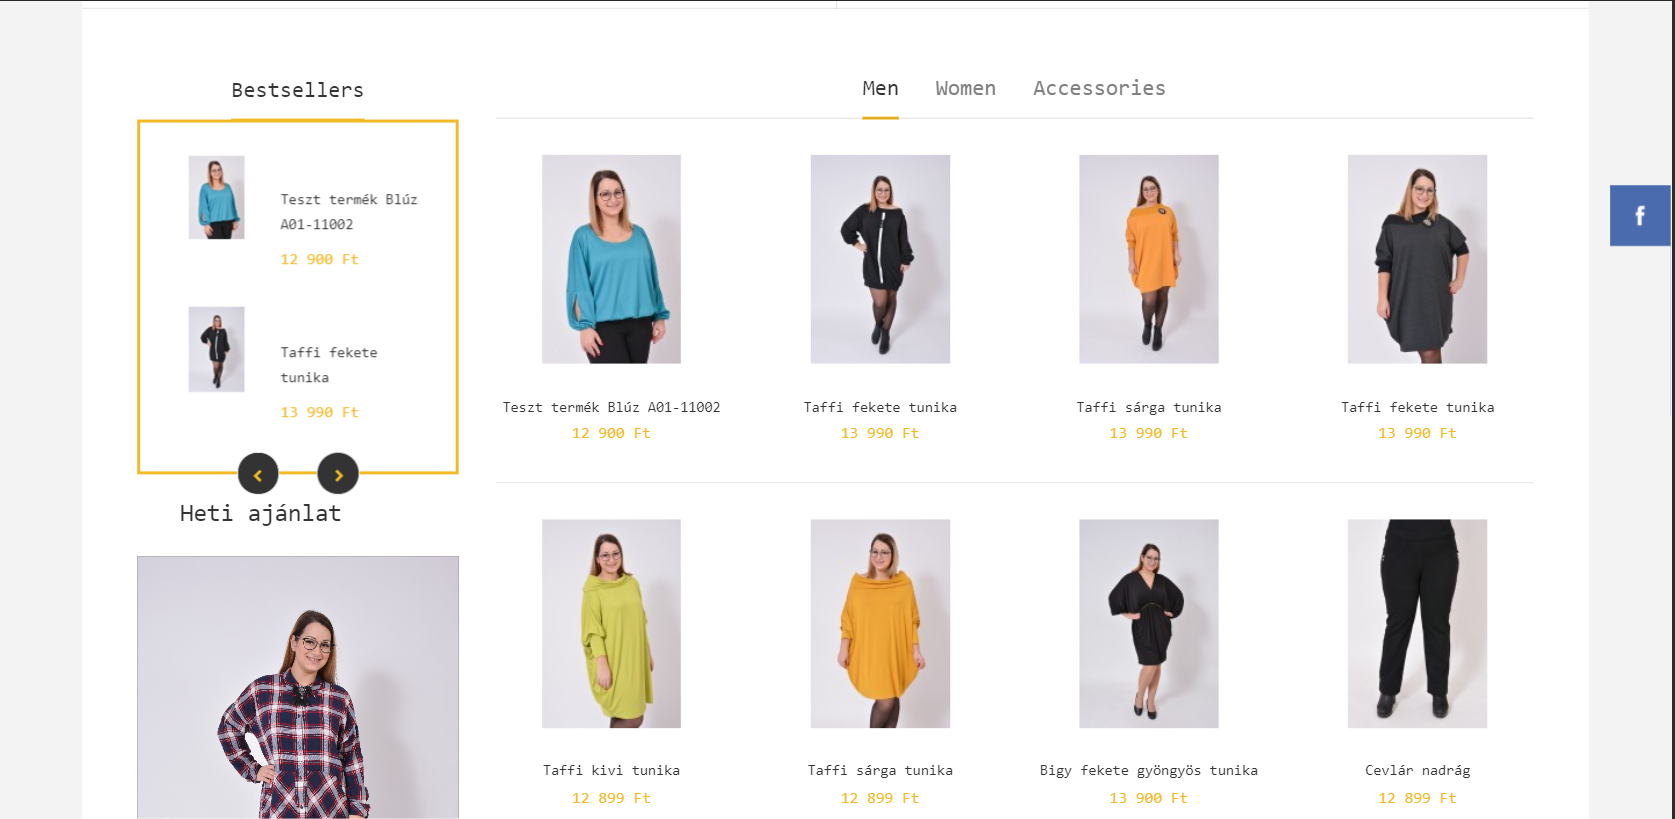 Bestsellers
Teszt termék Blúz
A01-11002
12 900 Ft
Taffi fekete
tunika
13 990 Ft
Heti ajánlat
Men Women Accessories
Teszt termék Blúz A01-11002
12 900 Ft
Taffi fekete tunika
13 990 Ft
Taffi sárga tunika
13 990 Ft
Taffi fekete tunika
13 990 Ft
Taffi kivi tunika
12 899 Ft
Taffi sárga tunika
12 899 Ft
Bigy fekete gyöngyös tunika
13 900 Ft
Cevlár nadrág
12 899 Ft
f